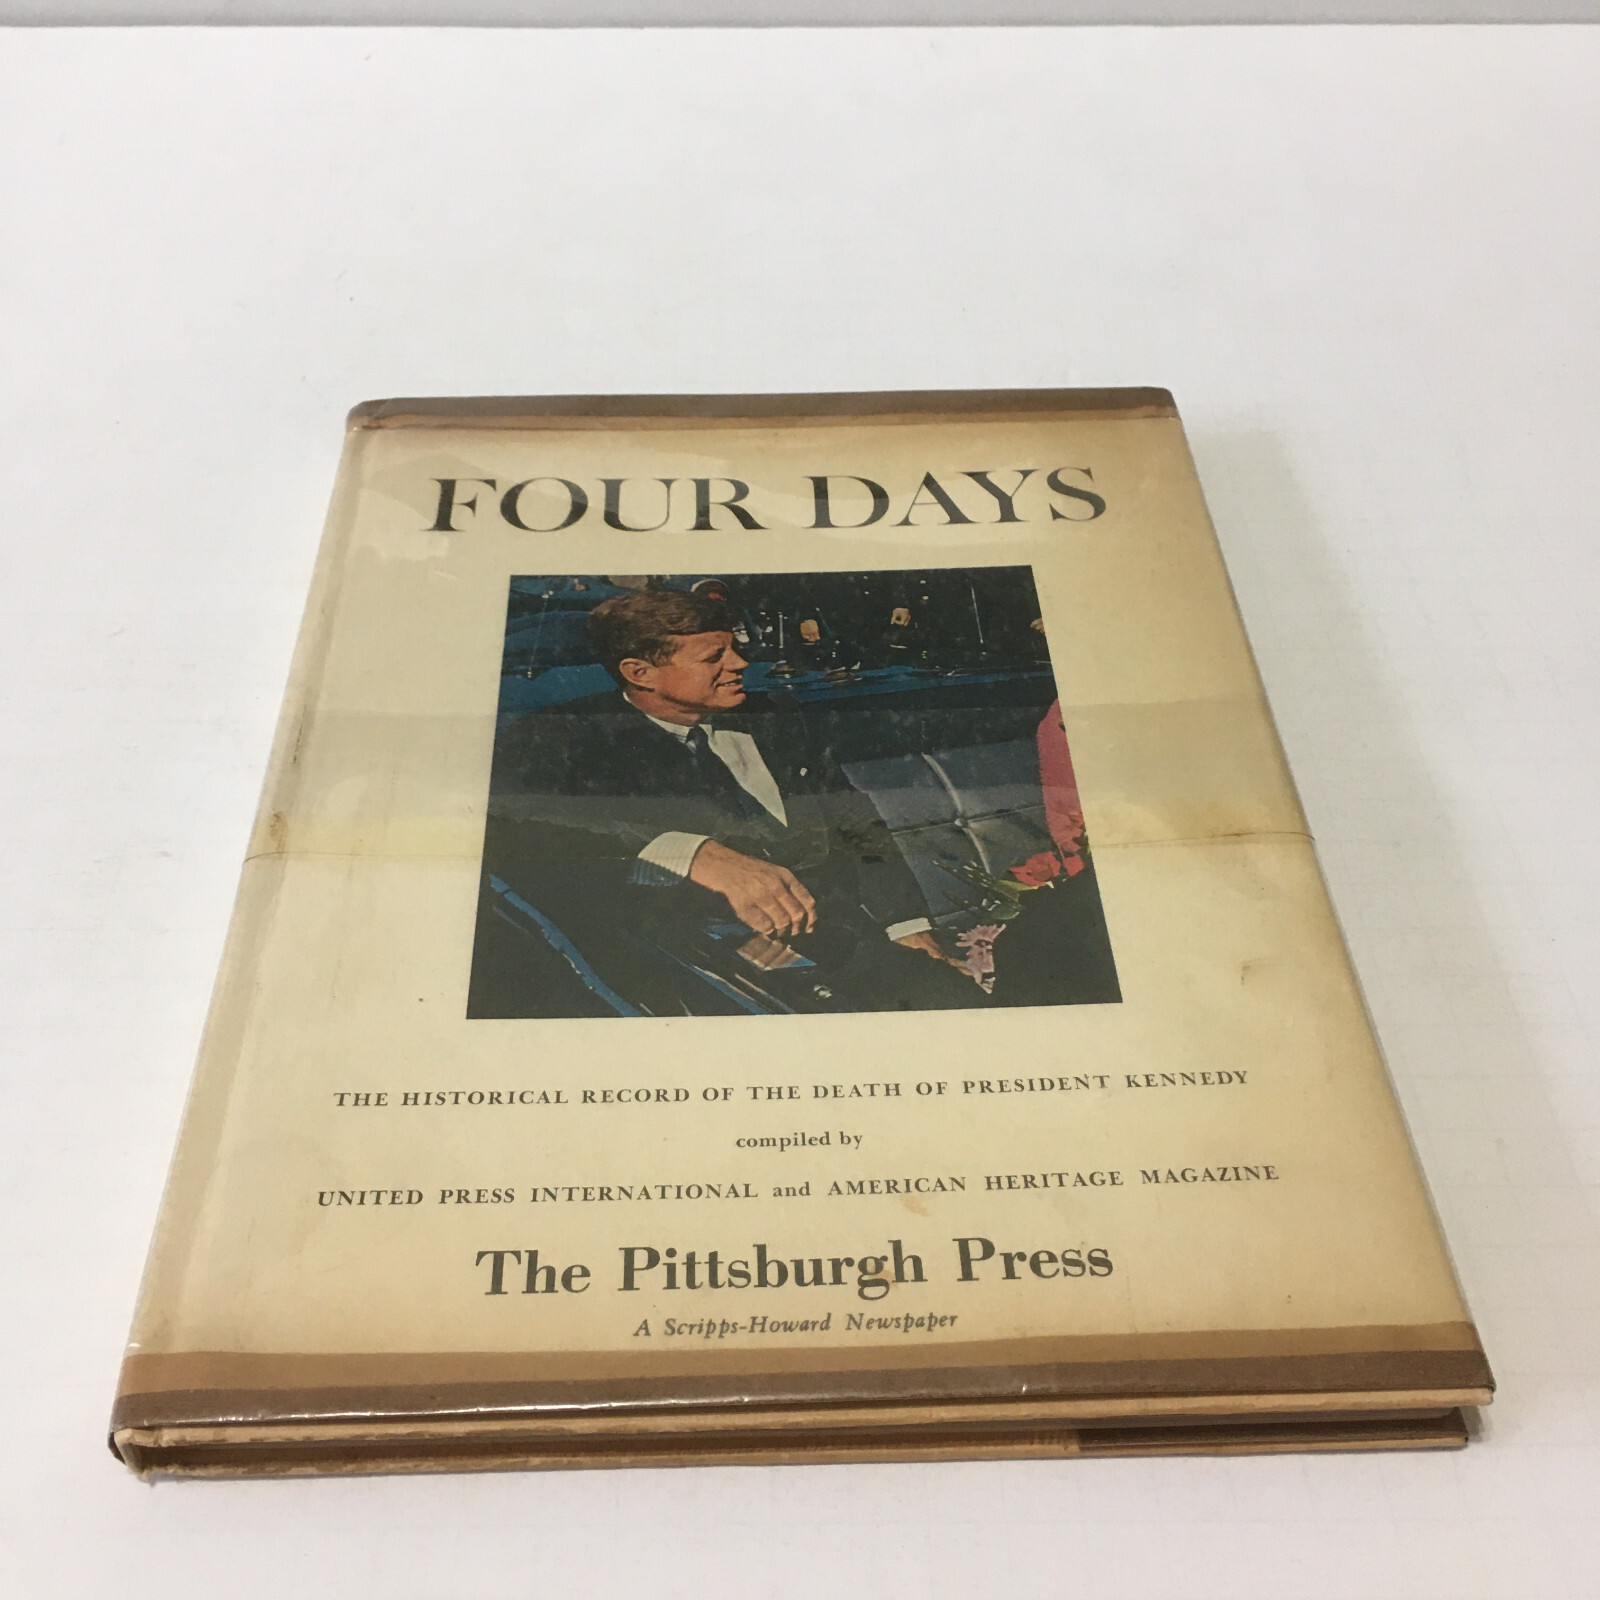 FOUR DAYS
THE HISTORICAL RECORD OF THE DEATH OF PRESIDENT KENNEDY
compiled by
UNITED PRESS INTERNATIONAL and AMERICAN HERITAGE MAGAZINE
The Pittsburgh Press
A Scripps-Howard Newspaper